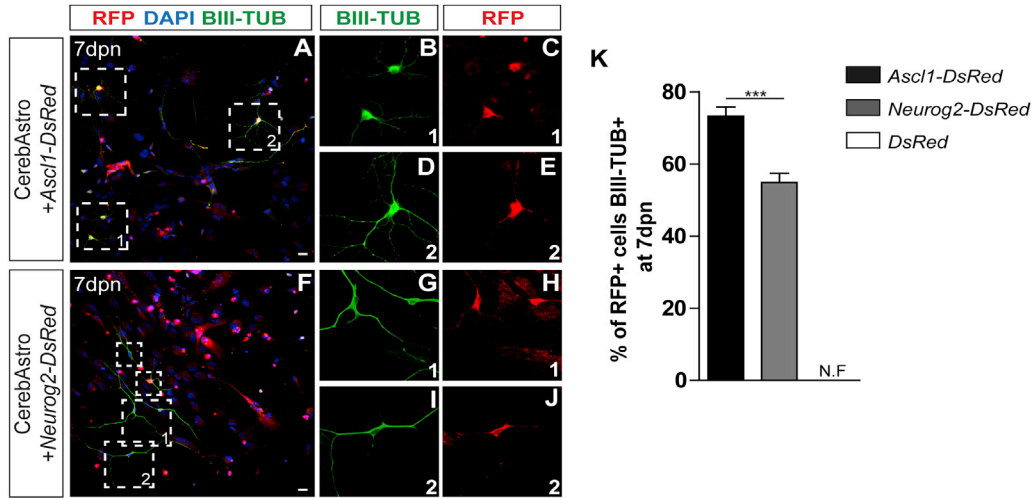 RFP DAPI BIII-TUB
BIII-TUB
RFP
CerebAstro
+Ascl1-DsRed
7dpn
A
1
2
B
1
C
1
D
2
E
2
CerebAstro
+Neurog2-DsRed
7dpn
F
1
2
G
1
H
1
I
2
J
2
K
% of RFP+ cells BIII-TUB+
at 7dpn
80
60
40
20
0
***
N.F
Ascl1-DsRed
Neurog2-DsRed
DsRed